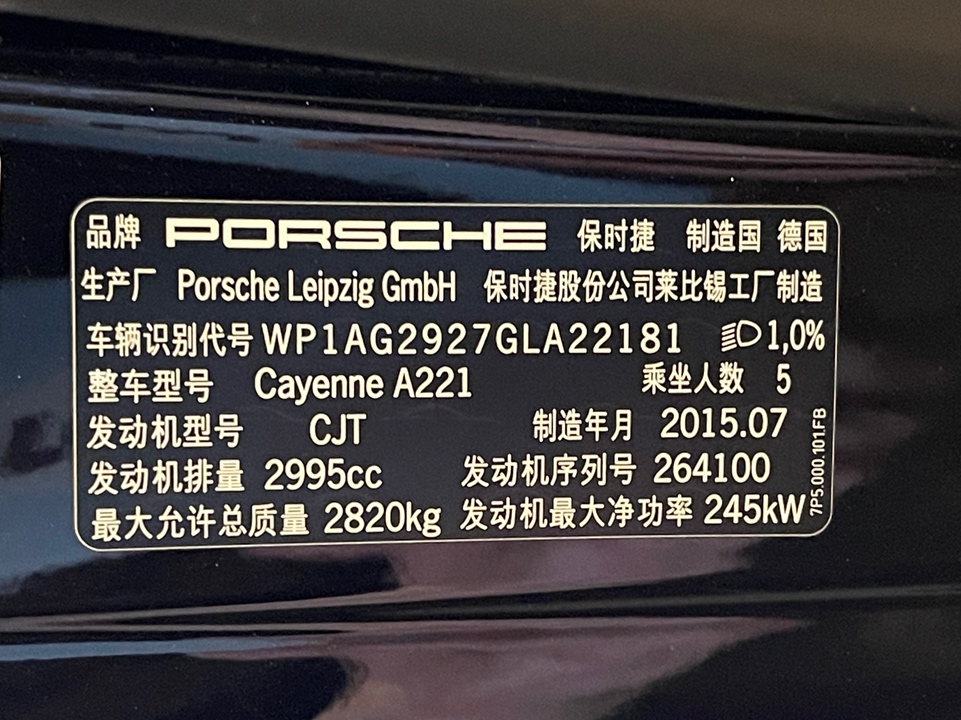 品牌 PORSCHE 保时捷 制造国 德国
生产厂 Porsche Leipzig GmbH 保时捷股份公司莱比锡工厂制造
车辆识别代号 WP1AG2927GLA22181 1,0%
整车型号 Cayenne A221 乘坐人数 5
发动机型号 CJT 制造年月 2015.07
发动机排量 2995cc 发动机序列号 264100
最大允许总质量 2820kg 发动机最大净功率 245kW
7P5.000.101.FB